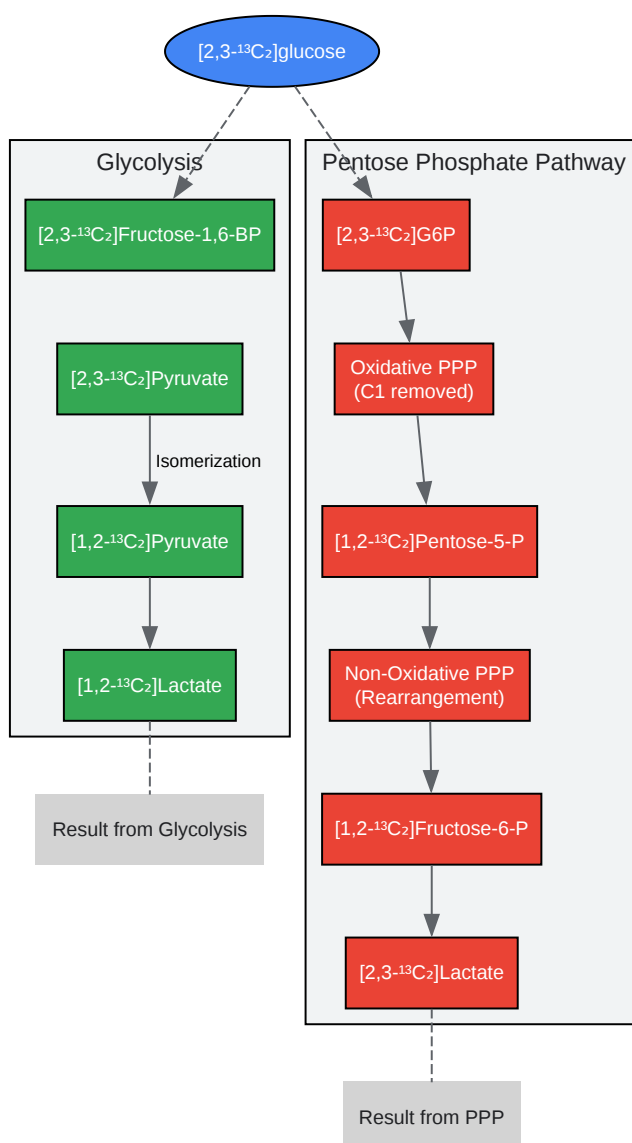 [2,3-¹³C₂]glucose
Glycolysis
[2,3-¹³C₂]Fructose-1,6-BP
[2,3-¹³C₂]Pyruvate
Isomerization
[1,2-¹³C₂]Pyruvate
[1,2-¹³C₂]Lactate
Result from Glycolysis
Pentose Phosphate Pathway
[2,3-¹³C₂]G6P
Oxidative PPP
(C1 removed)
[1,2-¹³C₂]Pentose-5-P
Non-Oxidative PPP
(Rearrangement)
[1,2-¹³C₂]Fructose-6-P
[2,3-¹³C₂]Lactate
Result from PPP